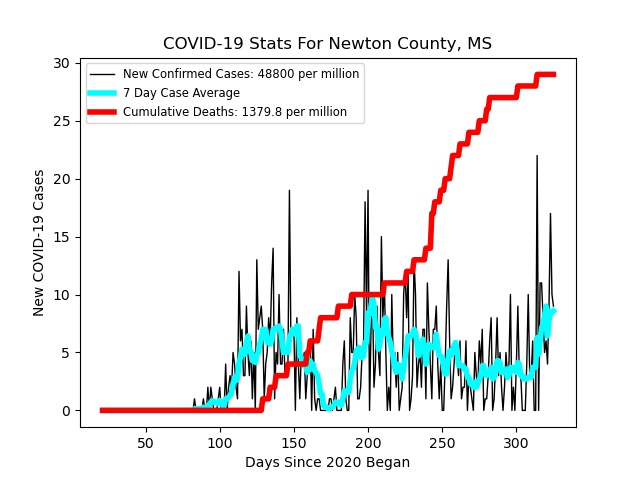 COVID-19 Stats For Newton County, MS
New Confirmed Cases: 48800 per million
7 Day Case Average
Cumulative Deaths: 1379.8 per million
New COVID-19 Cases
30
25
20
15
10
5
0
50 100 150 200 250 300
Days Since 2020 Began